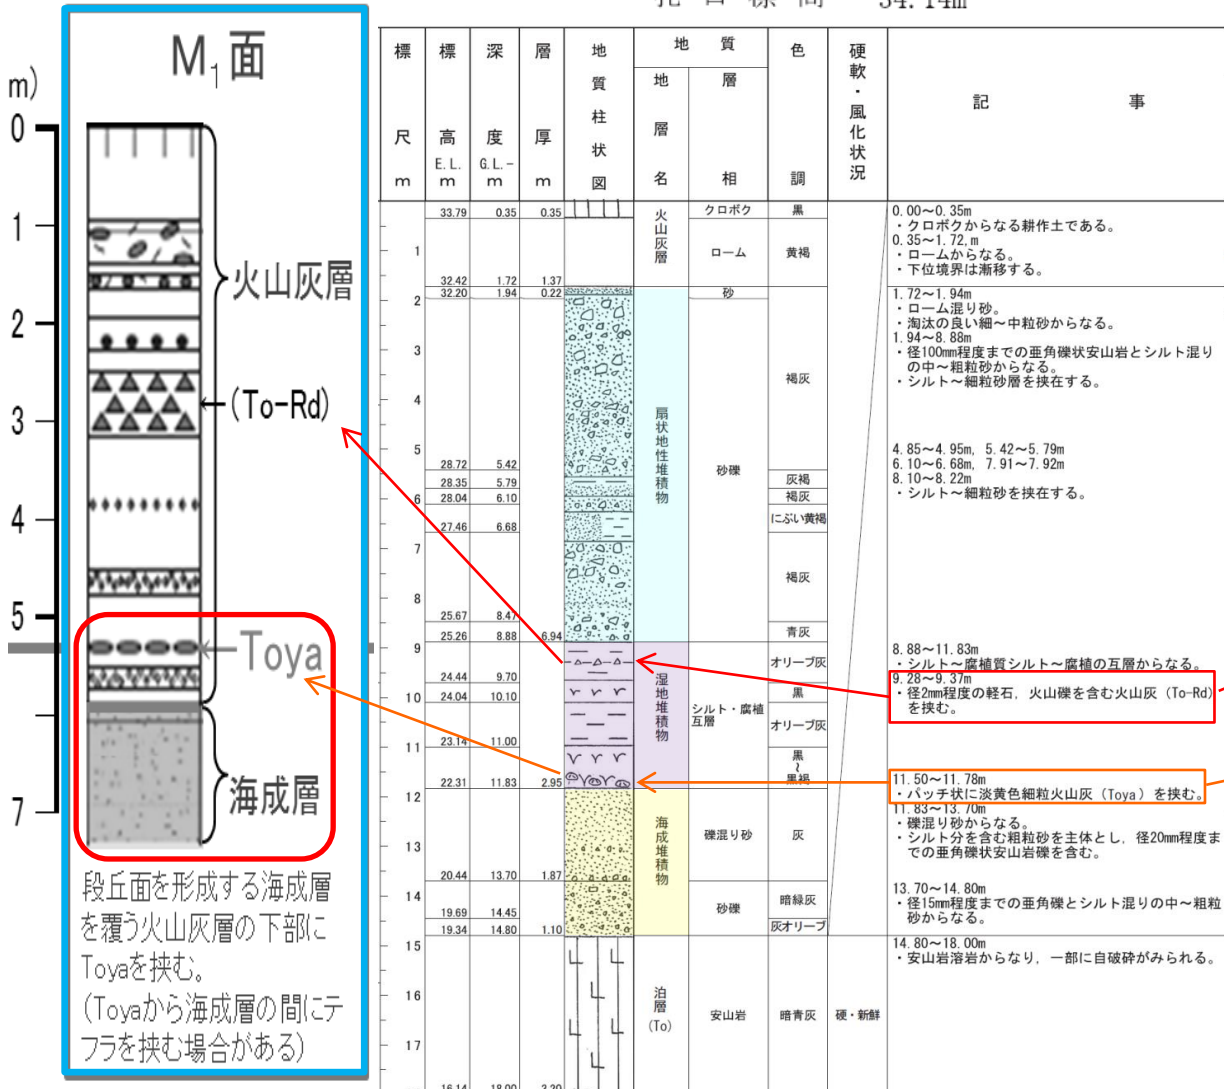 孔口標高 34.14m
M₁面
m)
0
1
2
3
4
5
7
火山灰層
(To-Rd)
Toya
海成層
段丘面を形成する海成層
を覆う火山灰層の下部に
Toyaを挟む。
(Toyaから海成層の間にテ
フラを挟む場合がある)
標尺 m
標高 E.L. m
深度 G.L.- m
層厚 m
地質柱状図
地質
地層名
層相
色調
硬軟・風化状況
記事
33.79 0.35 0.35 クロボク 黒
火山灰層
1 ローム 黄褐
32.42 1.72 1.37
32.20 1.94 0.22 砂
2
3
褐灰
4
扇状地性堆積物
砂礫
5
28.72 5.42
28.35 5.79 灰褐
28.04 6.10 褐灰
6
27.46 6.68 にぶい黄褐
7
褐灰
8
25.67 8.47
25.26 8.88 6.94 青灰
9
オリーブ灰
24.44 9.70
24.04 10.10 黒
10
湿地堆積物
シルト・腐植
互層
オリーブ灰
23.14 11.00
11
黒~黒褐
22.31 11.83 2.95
12
海成堆積物
礫混り砂 灰
13
20.44 13.70 1.87
14
砂礫 暗緑灰
19.69 14.45
19.34 14.80 1.10 灰オリーブ
15
16
泊層
(To)
安山岩 暗青灰 硬・新鮮
17
16.14 18.00 3.20
0.00~0.35m
・クロボクからなる耕作土である。
0.35~1.72,m
・ロームからなる。
・下位境界は漸移する。
1.72~1.94m
・ローム混り砂。
・淘汰の良い細~中粒砂からなる。
1.94~8.88m
・径100mm程度までの亜角礫状安山岩とシルト混り
の中~粗粒砂からなる。
・シルト~細粒砂層を挟在する。
4.85~4.95m, 5.42~5.79m
6.10~6.68m, 7.91~7.92m
8.10~8.22m
・シルト~細粒砂を挟在する。
8.88~11.83m
・シルト~腐植質シルト~腐植の互層からなる。
9.28~9.37m
・径2mm程度の軽石, 火山礫を含む火山灰 (To-Rd)
を挟む。
11.50~11.78m
・パッチ状に淡黄色細粒火山灰 (Toya) を挟む。
11.83~13.70m
・礫混り砂からなる。
・シルト分を含む粗粒砂を主体とし, 径20mm程度ま
での亜角礫状安山岩礫を含む。
13.70~14.80m
・径15mm程度までの亜角礫とシルト混りの中~粗粒
砂からなる。
14.80~18.00m
・安山岩溶岩からなり, 一部に自破砕がみられる。